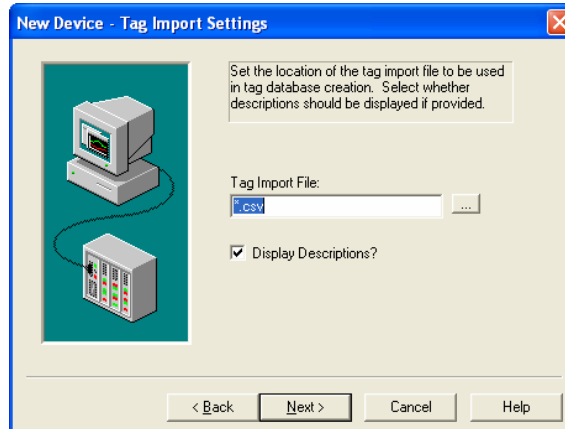 New Device - Tag Import Settings
Set the location of the tag import file to be used
in tag database creation.  Select whether
descriptions should be displayed if provided.
Tag Import File:
*.csv
...
Display Descriptions?
< Back
Next >
Cancel
Help